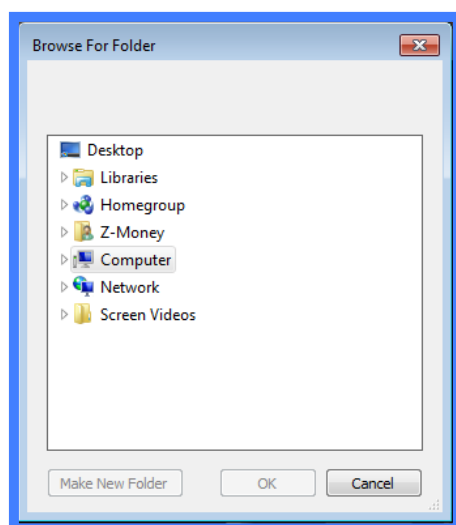 Browse For Folder
Desktop
Libraries
Homegroup
Z-Money
Computer
Network
Screen Videos
Make New Folder OK Cancel